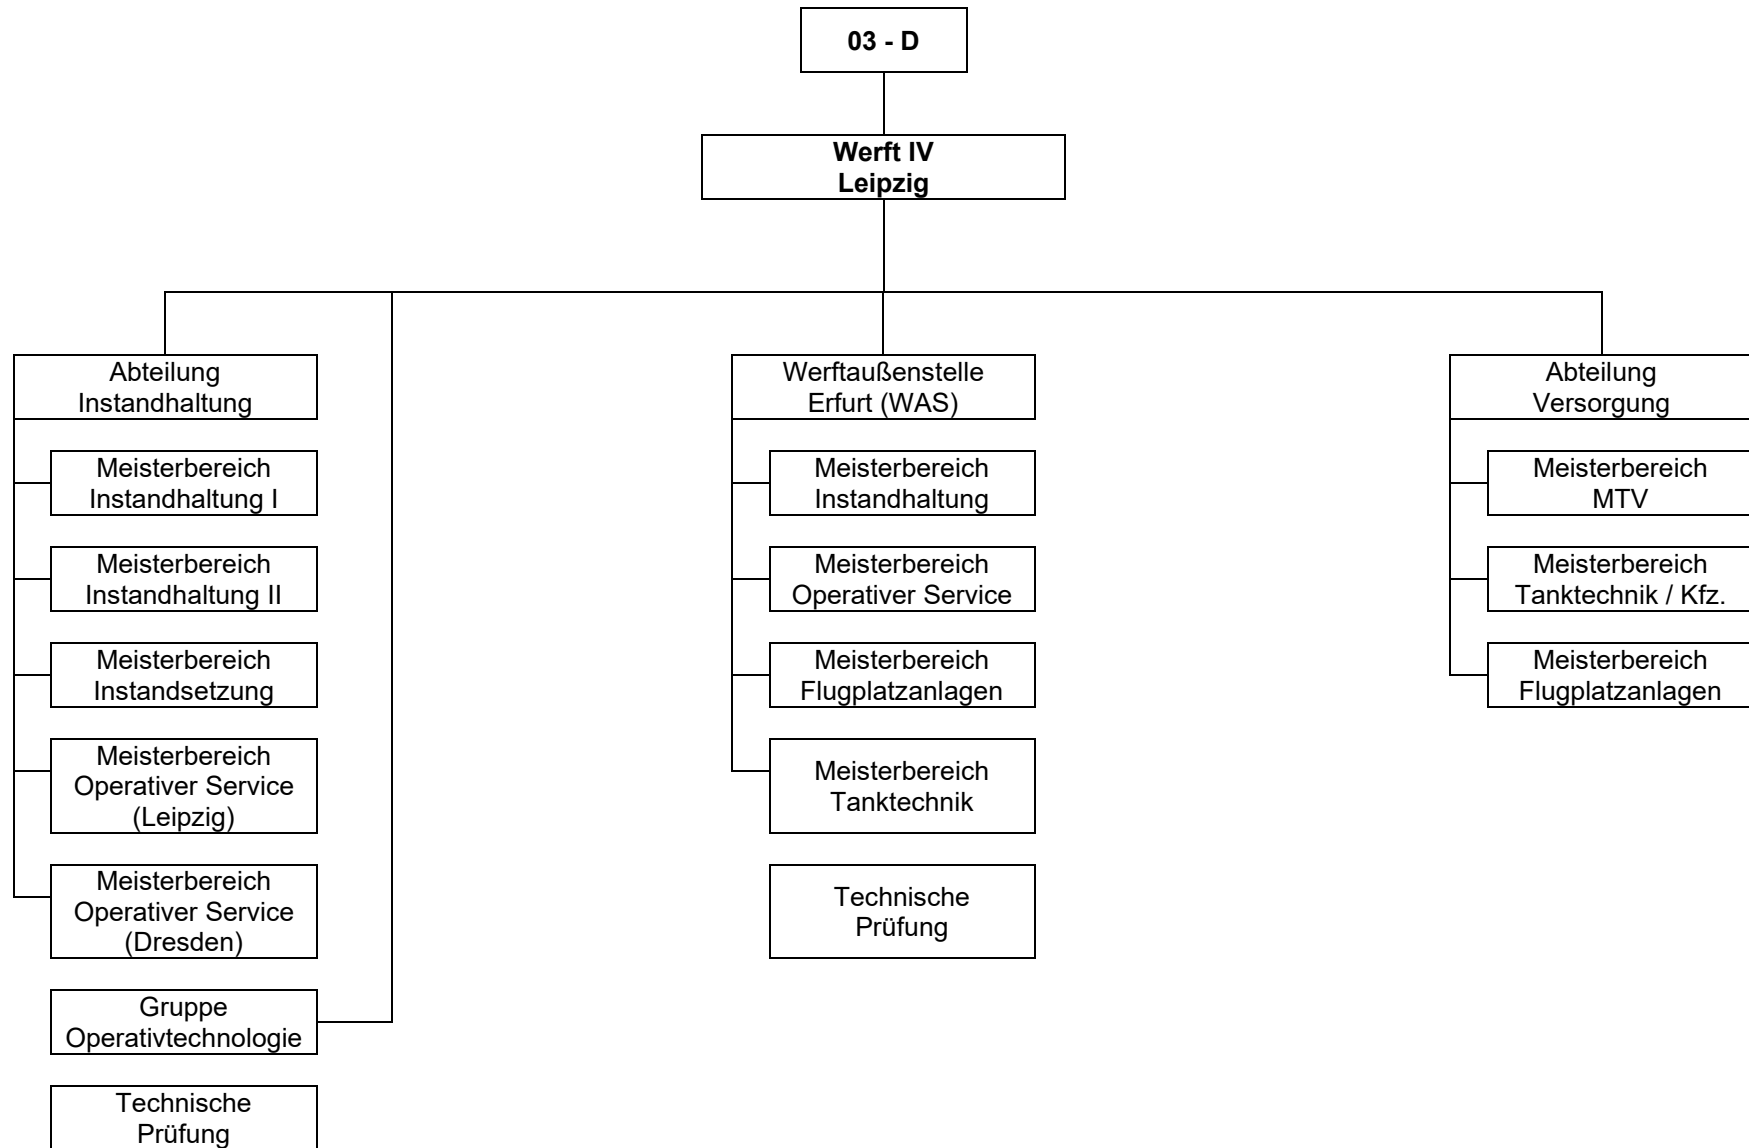 03 - D
Werft IV
Leipzig
Abteilung
Instandhaltung
Meisterbereich
Instandhaltung I
Meisterbereich
Instandhaltung II
Meisterbereich
Instandsetzung
Meisterbereich
Operativer Service
(Leipzig)
Meisterbereich
Operativer Service
(Dresden)
Gruppe
Operativtechnologie
Technische
Prüfung
Werftaußenstelle
Erfurt (WAS)
Meisterbereich
Instandhaltung
Meisterbereich
Operativer Service
Meisterbereich
Flugplatzanlagen
Meisterbereich
Tanktechnik
Technische
Prüfung
Abteilung
Versorgung
Meisterbereich
MTV
Meisterbereich
Tanktechnik / Kfz.
Meisterbereich
Flugplatzanlagen